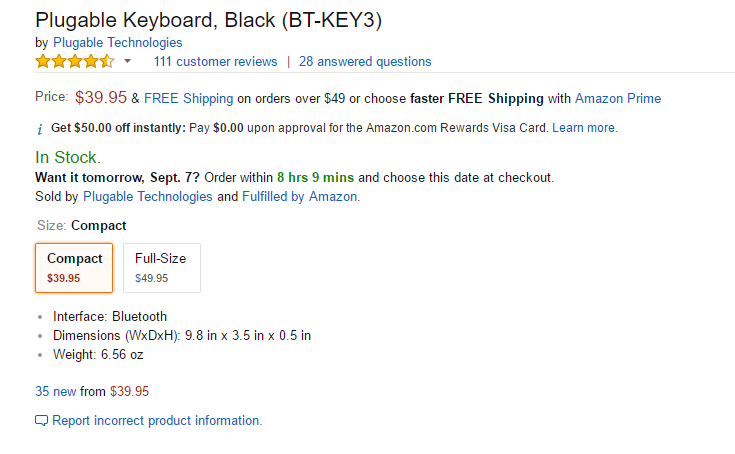 Plugable Keyboard, Black (BT-KEY3)
by Plugable Technologies
111 customer reviews | 28 answered questions
Price: $39.95 & FREE Shipping on orders over $49 or choose faster FREE Shipping with Amazon Prime
i Get $50.00 off instantly: Pay $0.00 upon approval for the Amazon.com Rewards Visa Card. Learn more.
In Stock.
Want it tomorrow, Sept. 7? Order within 8 hrs 9 mins and choose this date at checkout.
Sold by Plugable Technologies and Fulfilled by Amazon.
Size: Compact
Compact Full-Size
$39.95 $49.95
• Interface: Bluetooth
• Dimensions (WxDxH): 9.8 in x 3.5 in x 0.5 in
• Weight: 6.56 oz
35 new from $39.95
Report incorrect product information.